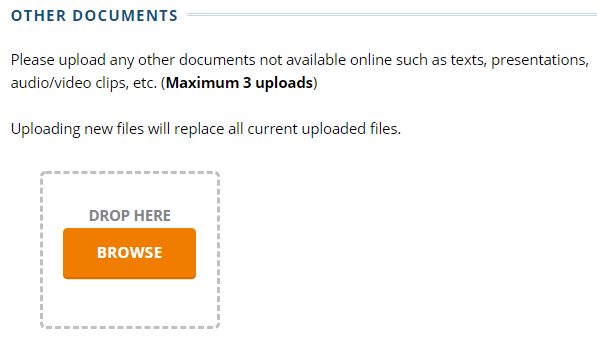 OTHER DOCUMENTS
Please upload any other documents not available online such as texts, presentations,
audio/video clips, etc. (Maximum 3 uploads)
Uploading new files will replace all current uploaded files.
DROP HERE
BROWSE